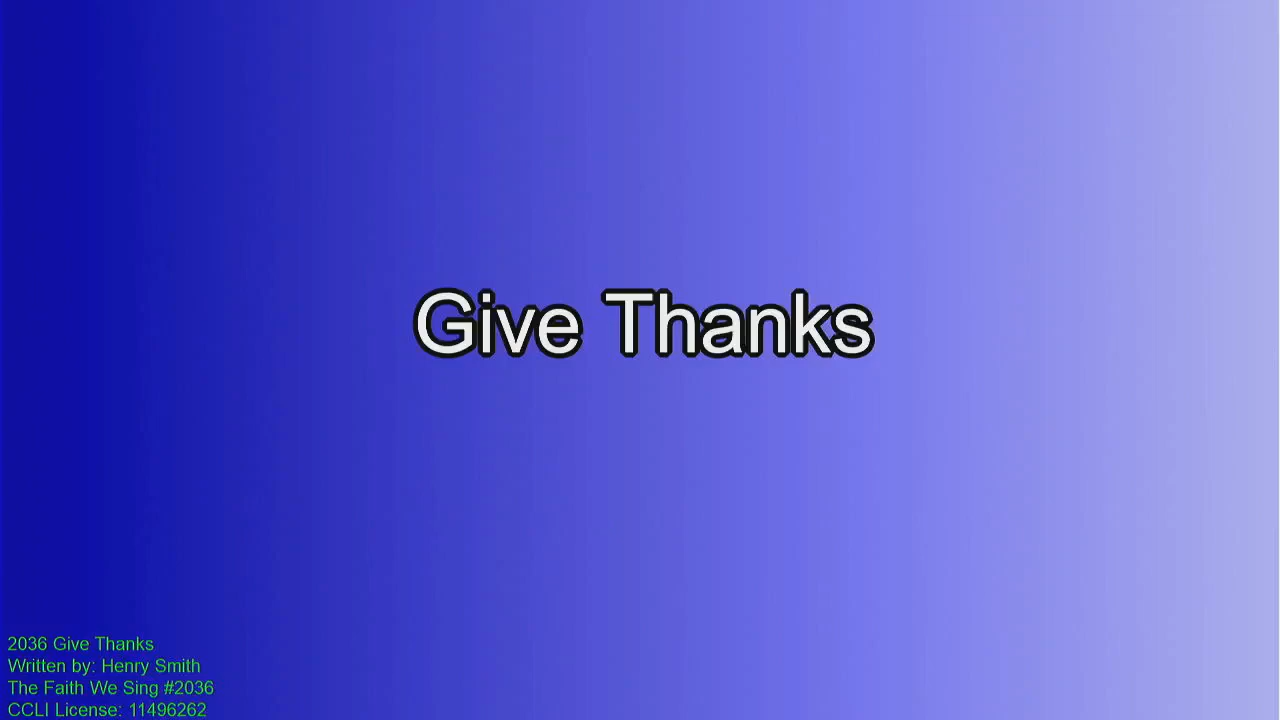 Give Thanks
2036 Give Thanks
Written by: Henry Smith
The Faith We Sing #2036
CCLI License: 11496262